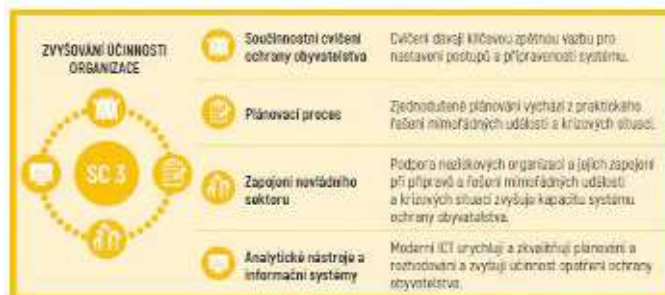 ZVYŠOVÁNÍ ÚČINNOSTI
ORGANIZACE
SC 3
Součinnostní cvičení
ochrany obyvatelstva
Cvičení dávají klíčovou zpětnou vazbu pro
nastavení postupů a připravenosti systému.
Plánovací proces
Zjednodušené plánování vychází z praktického
řešení mimořádných událostí a krizových situací.
Zapojení nevládního
sektoru
Podpora neziskových organizací a jejich zapojení
při přípravě a řešení mimořádných událostí
a krizových situací zvyšuje kapacitu systému
ochrany obyvatelstva.
Analytické nástroje a
informační systémy
Moderní ICT urychlují a zkvalitňují plánování a
rozhodování a zvyšují účinnost opatření ochrany
obyvatelstva.